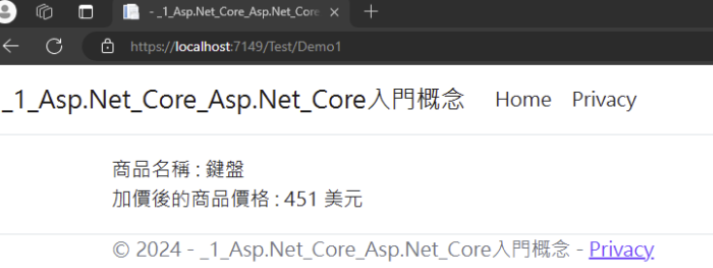 - _1_Asp.Net_Core_Asp.Net_Core
https://localhost:7149/Test/Demo1
_1_Asp.Net_Core_Asp.Net_Core入門概念 Home Privacy
商品名稱 : 鍵盤
加價後的商品價格 : 451 美元
© 2024 - _1_Asp.Net_Core_Asp.Net_Core入門概念 - Privacy